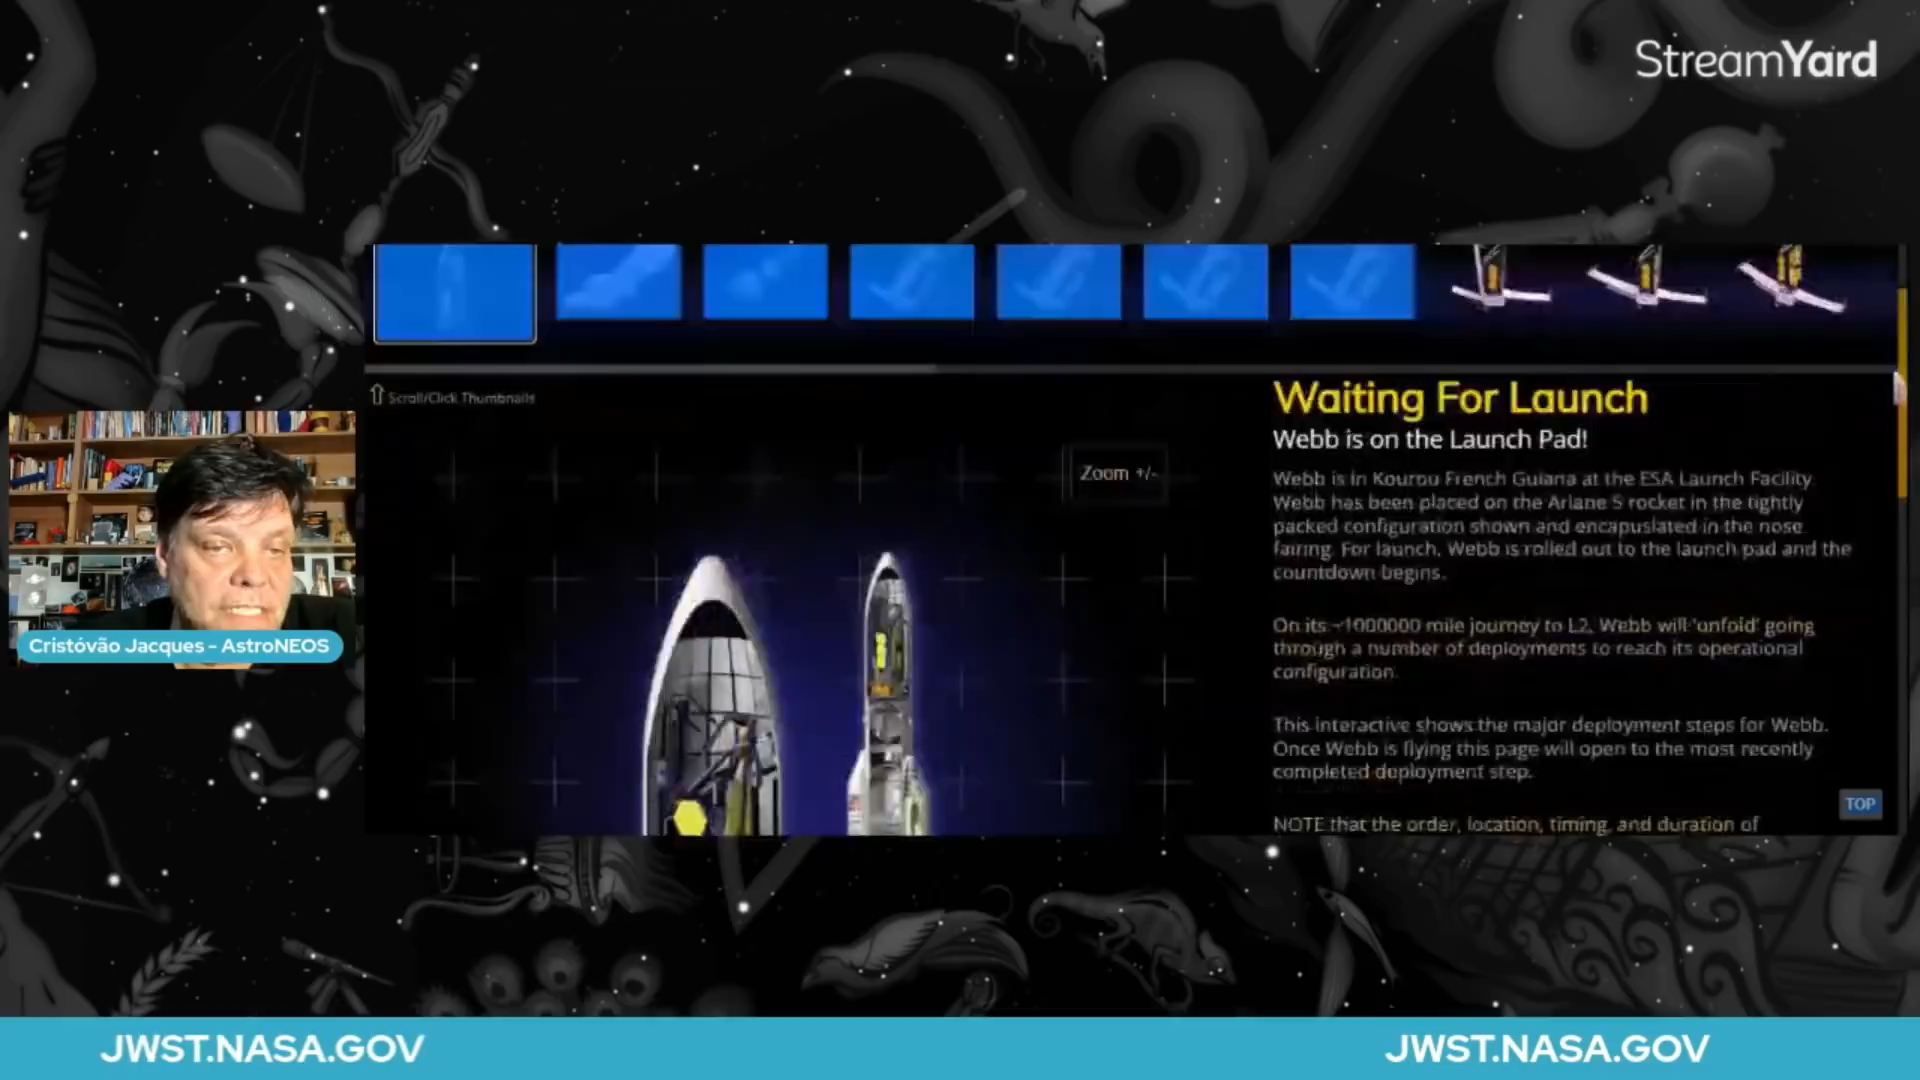 StreamYard
Scroll/Click Thumbnails
Zoom +/-
Waiting For Launch
Webb is on the Launch Pad!
Webb is in Kourou French Guiana at the ESA Launch Facility
Webb has been placed on the Ariane 5 rocket in the tightly
packed configuration shown and encapuslated in the nose
fairing. For launch, Webb is rolled out to the launch pad and the
countdown begins.
On its ~1000000 mile journey to L2, Webb will 'unfold' going
through a number of deployments to reach its operational
configuration.
This interactive shows the major deployment steps for Webb.
Once Webb is flying this page will open to the most recently
completed deployment step.
TOP
NOTE that the order, location, timing, and duration of
Cristóvão Jacques - AstroNEOS
JWST.NASA.GOV
JWST.NASA.GOV